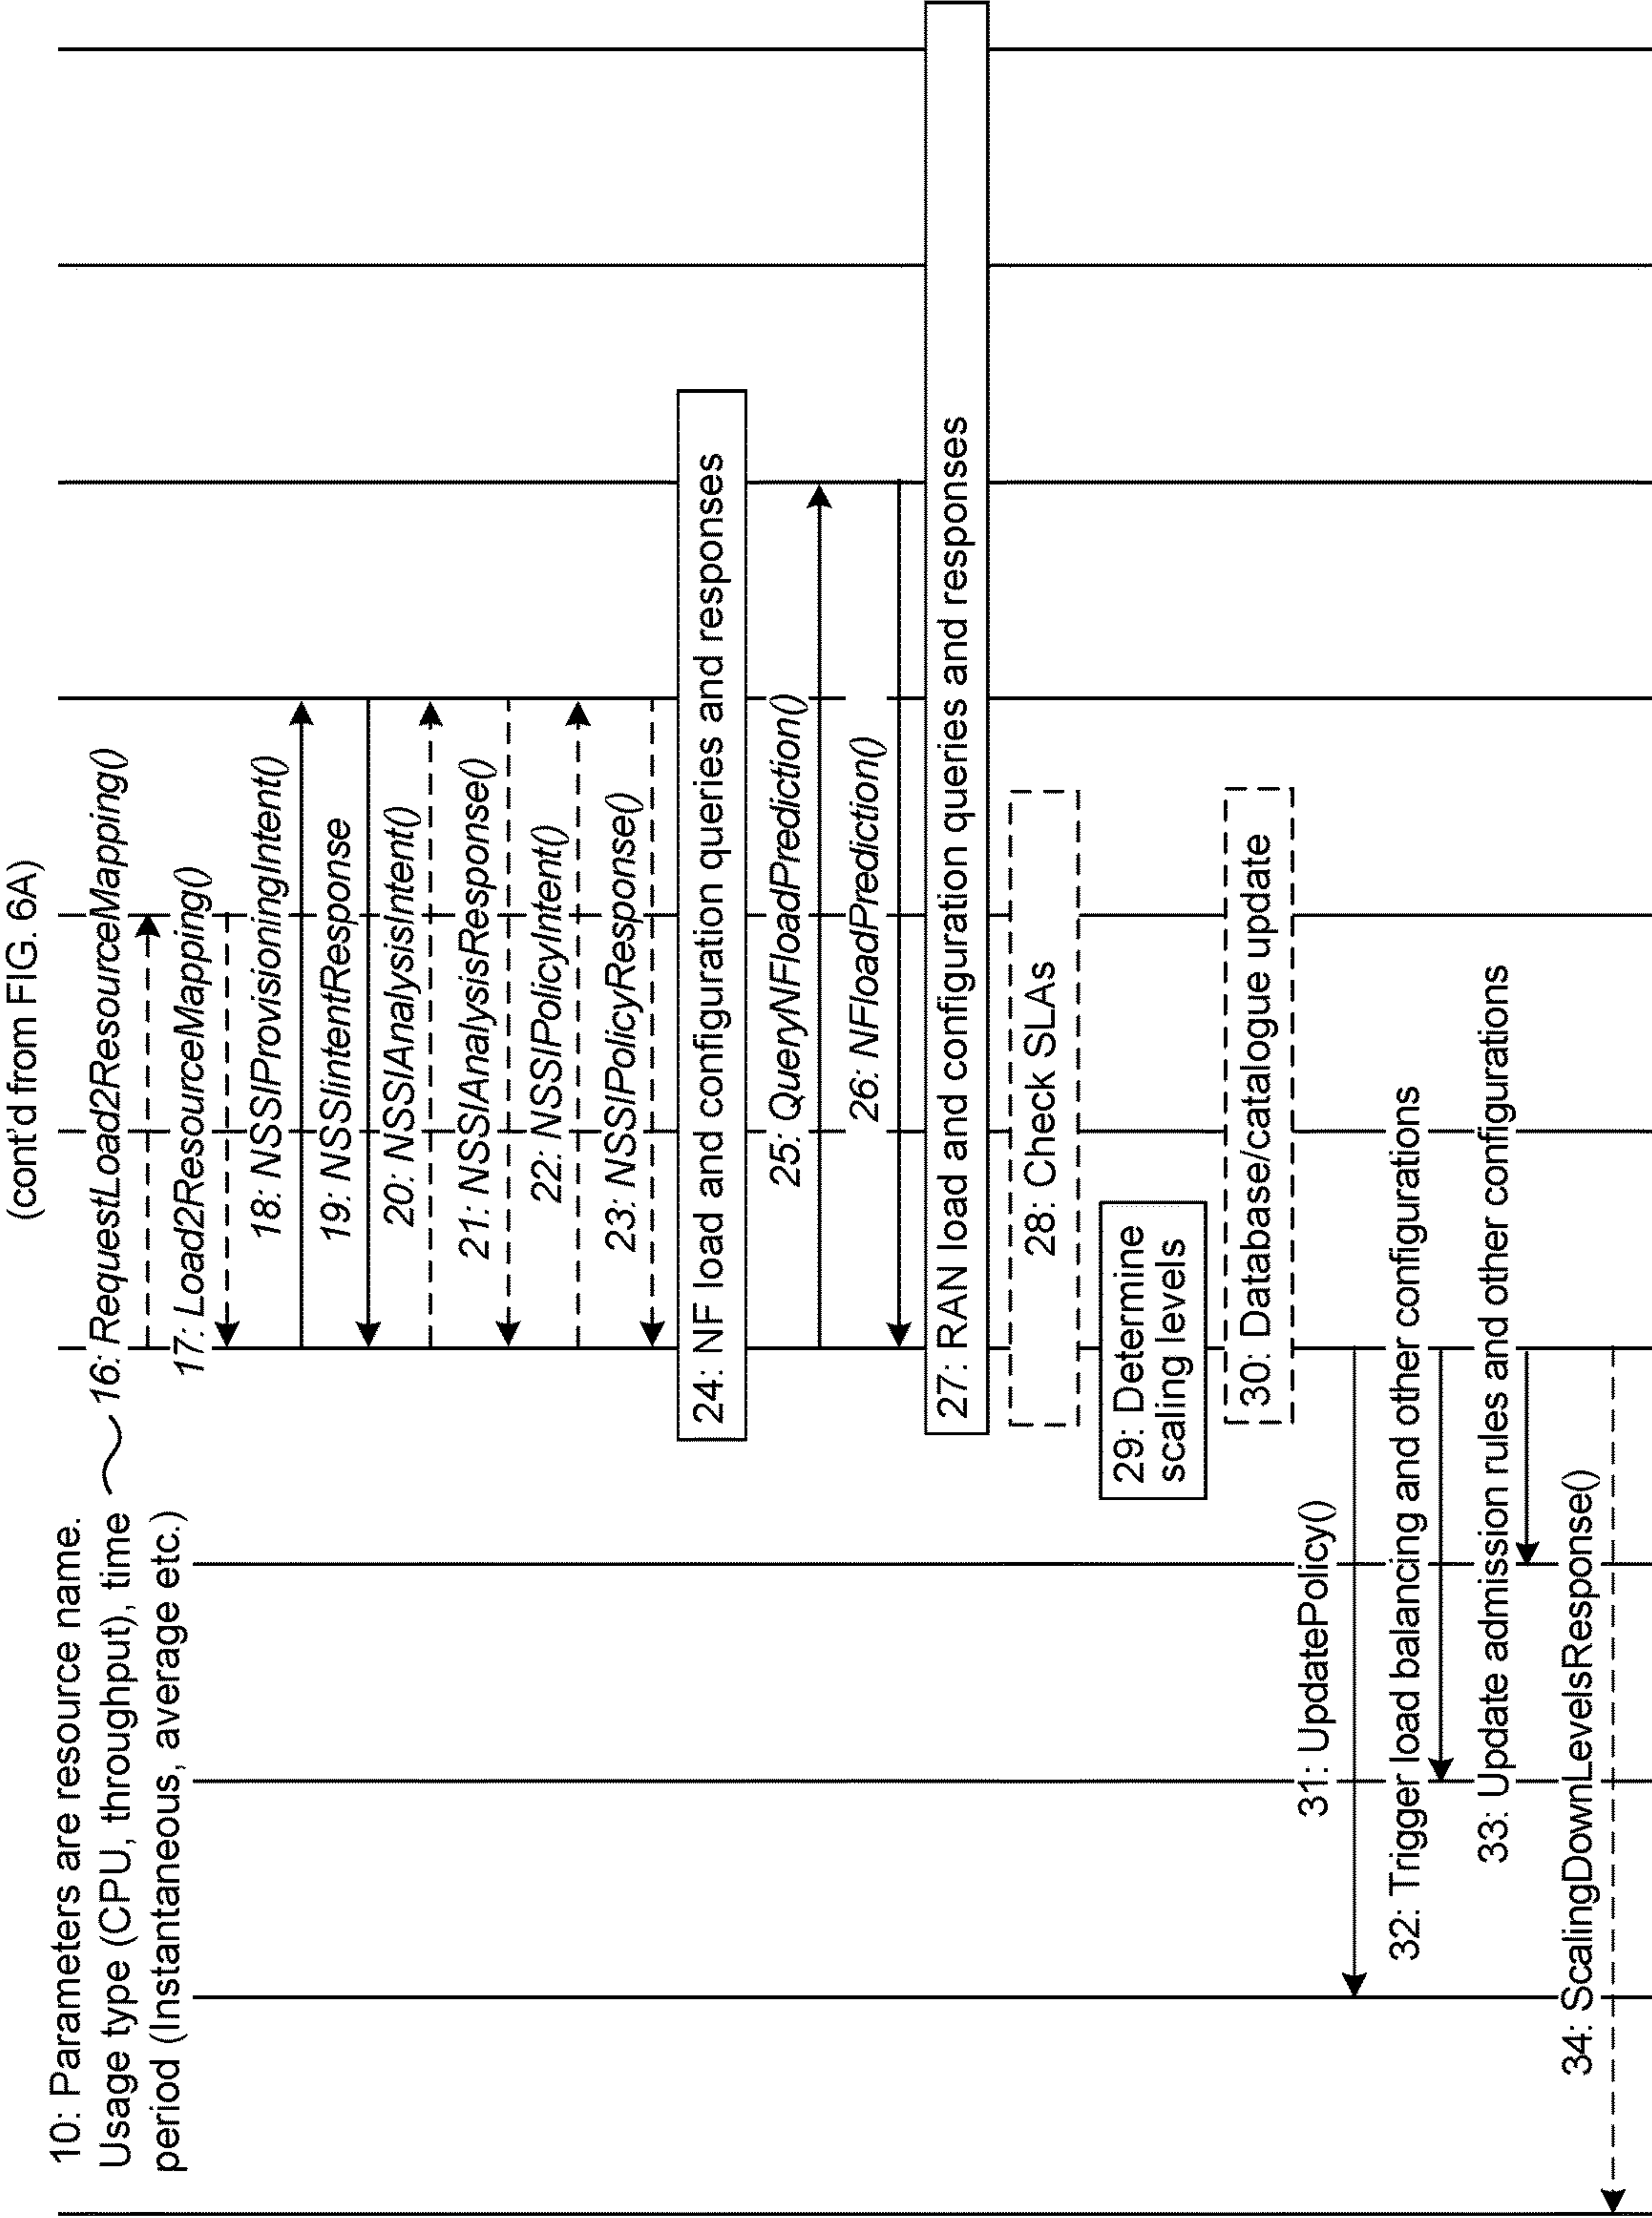 (cont'd from FIG. 6A)
10: Parameters are resource name.
Usage type (CPU, throughput), time
period (Instantaneous, average etc.)
16: RequestLoad2ResourceMapping()
17: Load2ResourceMapping()
18: NSSIProvisioningIntent()
19: NSSIintentResponse
20: NSSIAnalysisIntent()
21: NSSIAnalysisResponse()
22: NSSIPolicyIntent()
23: NSSIPolicyResponse()
24: NF load and configuration queries and responses
25: QueryNFloadPrediction()
26: NFloadPrediction()
27: RAN load and configuration queries and responses
28: Check SLAs
29: Determine
scaling levels
30: Database/catalogue update
31: UpdatePolicy()
32: Trigger load balancing and other configurations
33: Update admission rules and other configurations
34: ScalingDownLevelsResponse()